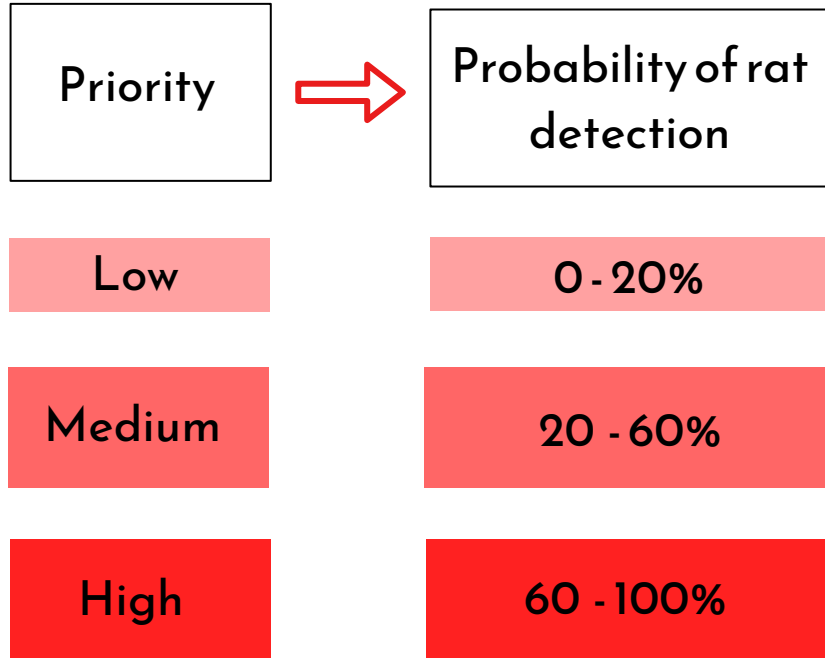 Priority
Probability of rat
detection
Low
0 - 20%
Medium
20 - 60%
High
60 - 100%